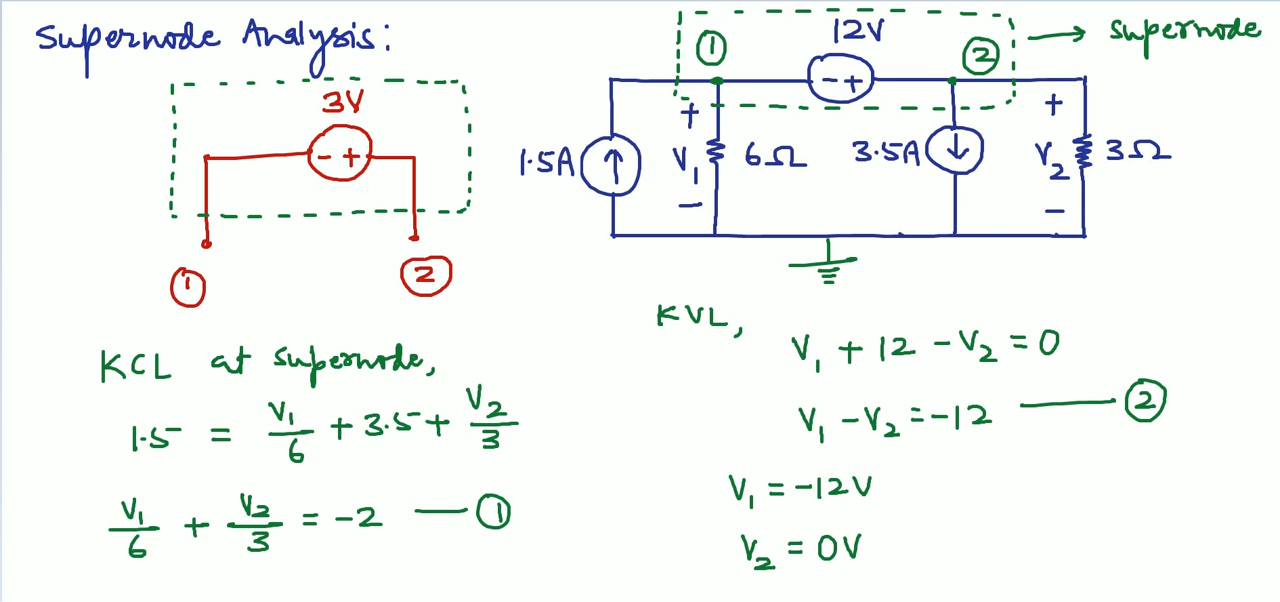 Supernode Analysis:
3V
- +
1
2
1
12V
2
→ supernode
- +
1.5A
+
V₁
-
6Ω
3.5A
+
V₂
-
3Ω
KCL at supernode,
1.5 = V₁/6 + 3.5 + V₂/3
V₁/6 + V₂/3 = -2 — 1
KVL,
V₁ + 12 - V₂ = 0
V₁ - V₂ = -12 — 2
V₁ = -12V
V₂ = 0V